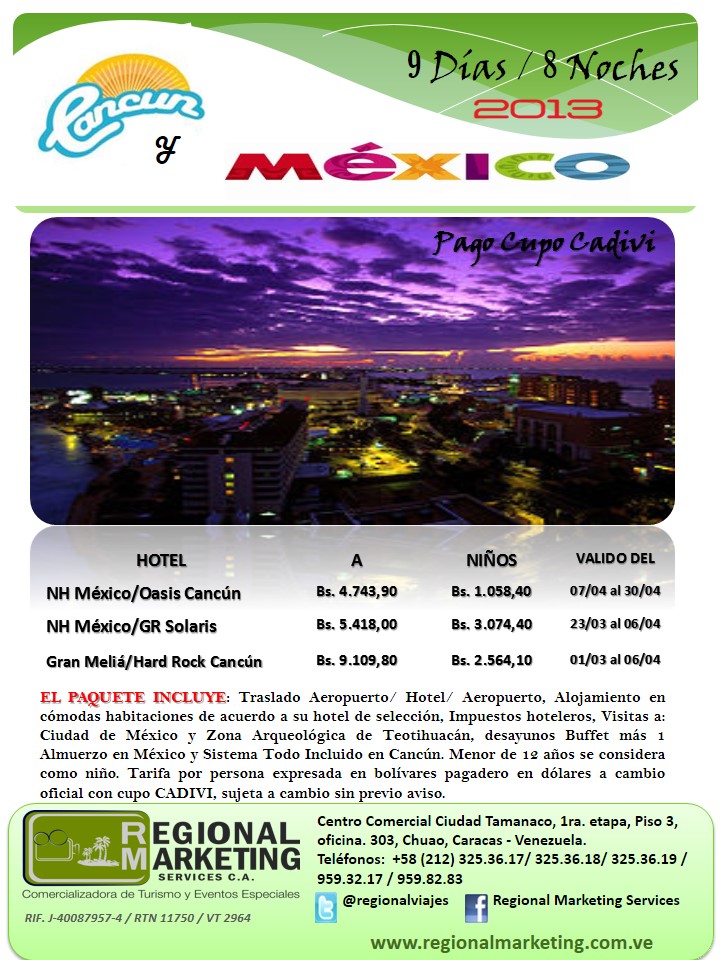 9 Días / 8 Noches
2013
Cancun
y
méxico
Pago Cupo Cadivi
HOTEL A NIÑOS VALIDO DEL
NH México/Oasis Cancún Bs. 4.743,90 Bs. 1.058,40 07/04 al 30/04
NH México/GR Solaris Bs. 5.418,00 Bs. 3.074,40 23/03 al 06/04
Gran Meliá/Hard Rock Cancún Bs. 9.109,80 Bs. 2.564,10 01/03 al 06/04
EL PAQUETE INCLUYE: Traslado Aeropuerto/ Hotel/ Aeropuerto, Alojamiento en
cómodas habitaciones de acuerdo a su hotel de selección, Impuestos hoteleros, Visitas a:
Ciudad de México y Zona Arqueológica de Teotihuacán, desayunos Buffet más 1
Almuerzo en México y Sistema Todo Incluido en Cancún. Menor de 12 años se considera
como niño. Tarifa por persona expresada en bolívares pagadero en dólares a cambio
oficial con cupo CADIVI, sujeta a cambio sin previo aviso.
REGIONAL
MARKETING
SERVICES C.A.
Comercializadora de Turismo y Eventos Especiales
RIF. J-40087957-4 / RTN 11750 / VT 2964
Centro Comercial Ciudad Tamanaco, 1ra. etapa, Piso 3,
oficina. 303, Chuao, Caracas - Venezuela.
Teléfonos: +58 (212) 325.36.17/ 325.36.18/ 325.36.19 /
959.32.17 / 959.82.83
@regionalviajes Regional Marketing Services
www.regionalmarketing.com.ve